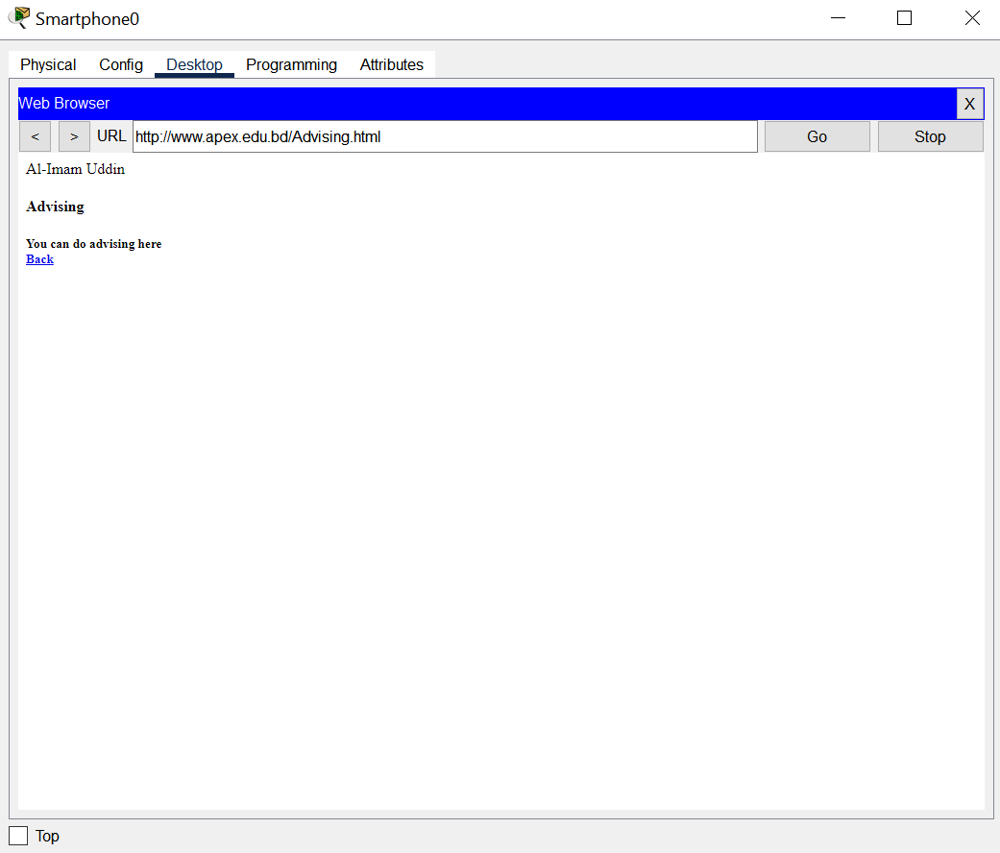 Smartphone0
Physical Config Desktop Programming Attributes
Web Browser X
< > URL http://www.apex.edu.bd/Advising.html Go Stop
Al-Imam Uddin
Advising
You can do advising here
Back
Top